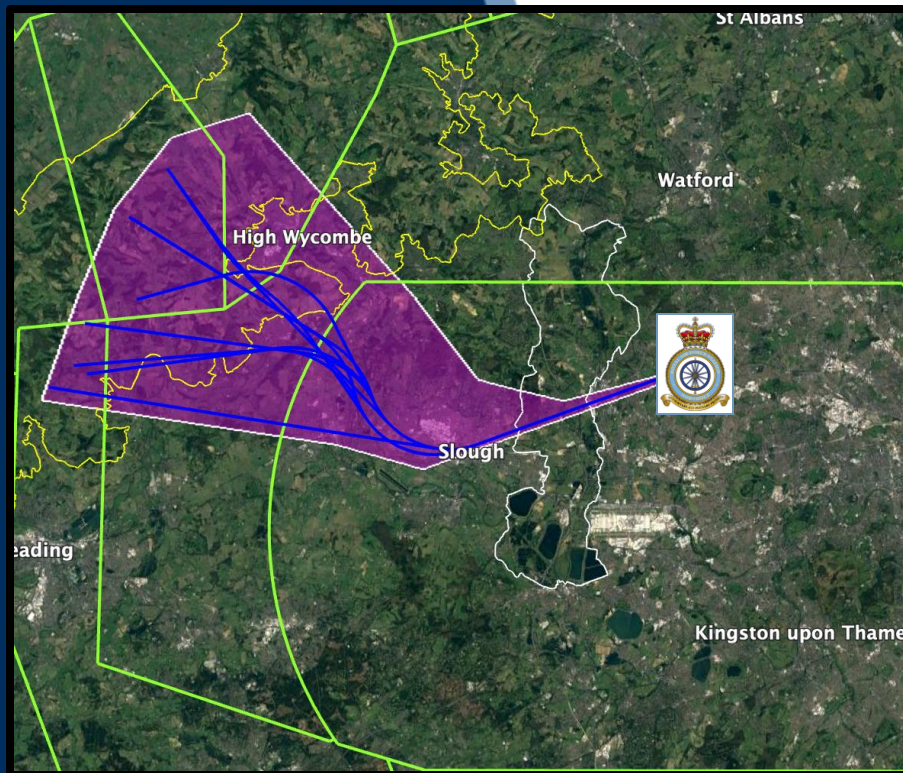 St Albans
Watford
High Wycombe
Slough
eading
Kingston upon Thame